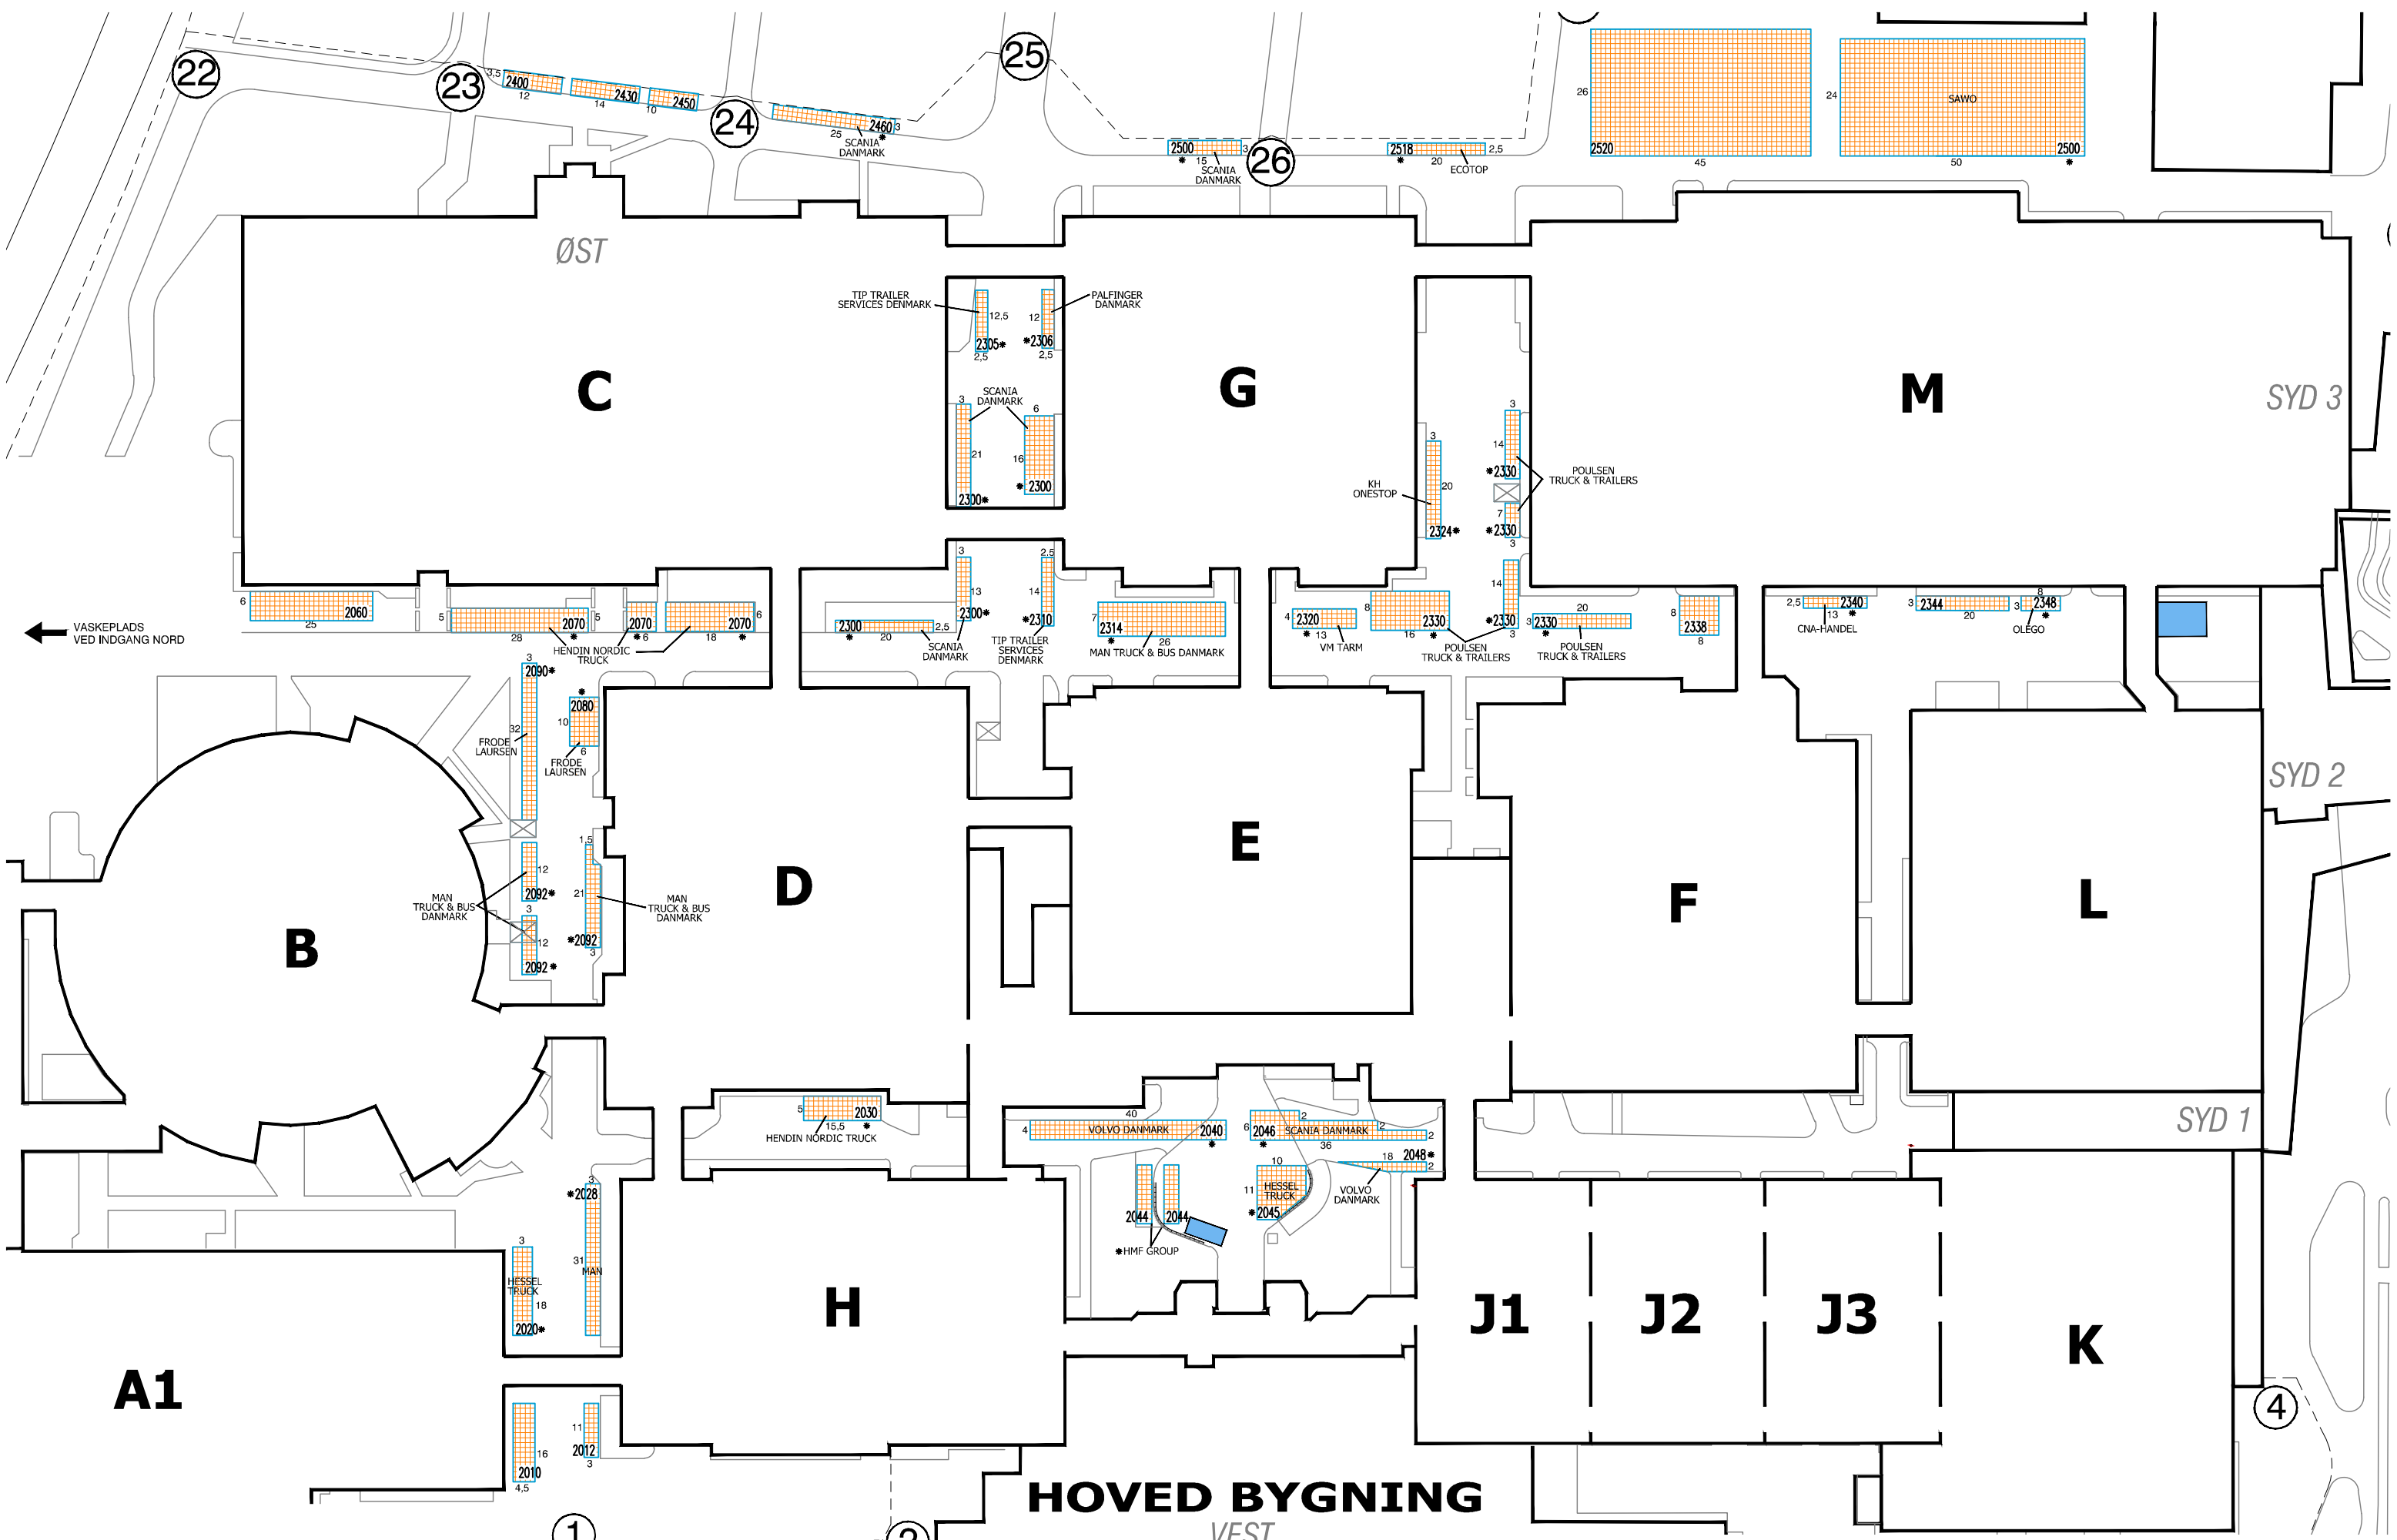 22
23
24
25
26
3,5
2400
12
14
2430
10
2450
25
2460
3
*
SCANIA
DANMARK
2500
3
*
15
SCANIA
DANMARK
2518
2,5
*
20
ECOTOP
26
2520
45
24
SAWO
2500
50
*
ØST
C
G
M
SYD 3
TIP TRAILER
SERVICES DENMARK
12,5
2305*
2,5
PALFINGER
DANMARK
12
*2306
2,5
SCANIA
DANMARK
3
21
2300*
6
16
* 2300
KH
ONESTOP
3
20
2324*
3
14
*2330
POULSEN
TRUCK & TRAILERS
7
*2330
3
VASKEPLADS
VED INDGANG NORD
6
2060
25
5
2070
28
*
5
2070
*6
2070
6
18
*
HENDIN NORDIC
TRUCK
2300
2,5
*
20
SCANIA
DANMARK
3
13
2300*
2,5
14
*2310
TIP TRAILER
SERVICES
DENMARK
7
2314
*
26
MAN TRUCK & BUS DANMARK
4
2320
*13
VM TARM
8
2330
16
*
14
*2330
3
POULSEN
TRUCK & TRAILERS
20
3
2330
*
POULSEN
TRUCK & TRAILERS
8
2338
8
2,5
2340
13
*
CNA-HANDEL
3
2344
20
8
3
2348
*
OLEGO
3
2090*
32
FRODE
LAURSEN
*
2080
10
6
FRODE
LAURSEN
12
2092*
3
12
2092*
MAN
TRUCK & BUS
DANMARK
1,5
21
*2092
3
MAN
TRUCK & BUS
DANMARK
B
D
E
F
L
SYD 2
SYD 1
5
2030
15,5
*
HENDIN NORDIC TRUCK
40
4
VOLVO DANMARK
2040
*
2
6
2046
SCANIA DANMARK
2
2
*
36
18
2048*
2
VOLVO
DANMARK
10
11
HESSEL
TRUCK
*2045
2044
2044
*HMF GROUP
3
*2028
31
MAN
3
HESSEL
TRUCK
18
2020*
A1
H
J1
J2
J3
K
4
16
2010
4,5
11
2012
3
HOVED BYGNING
VEST
1
2